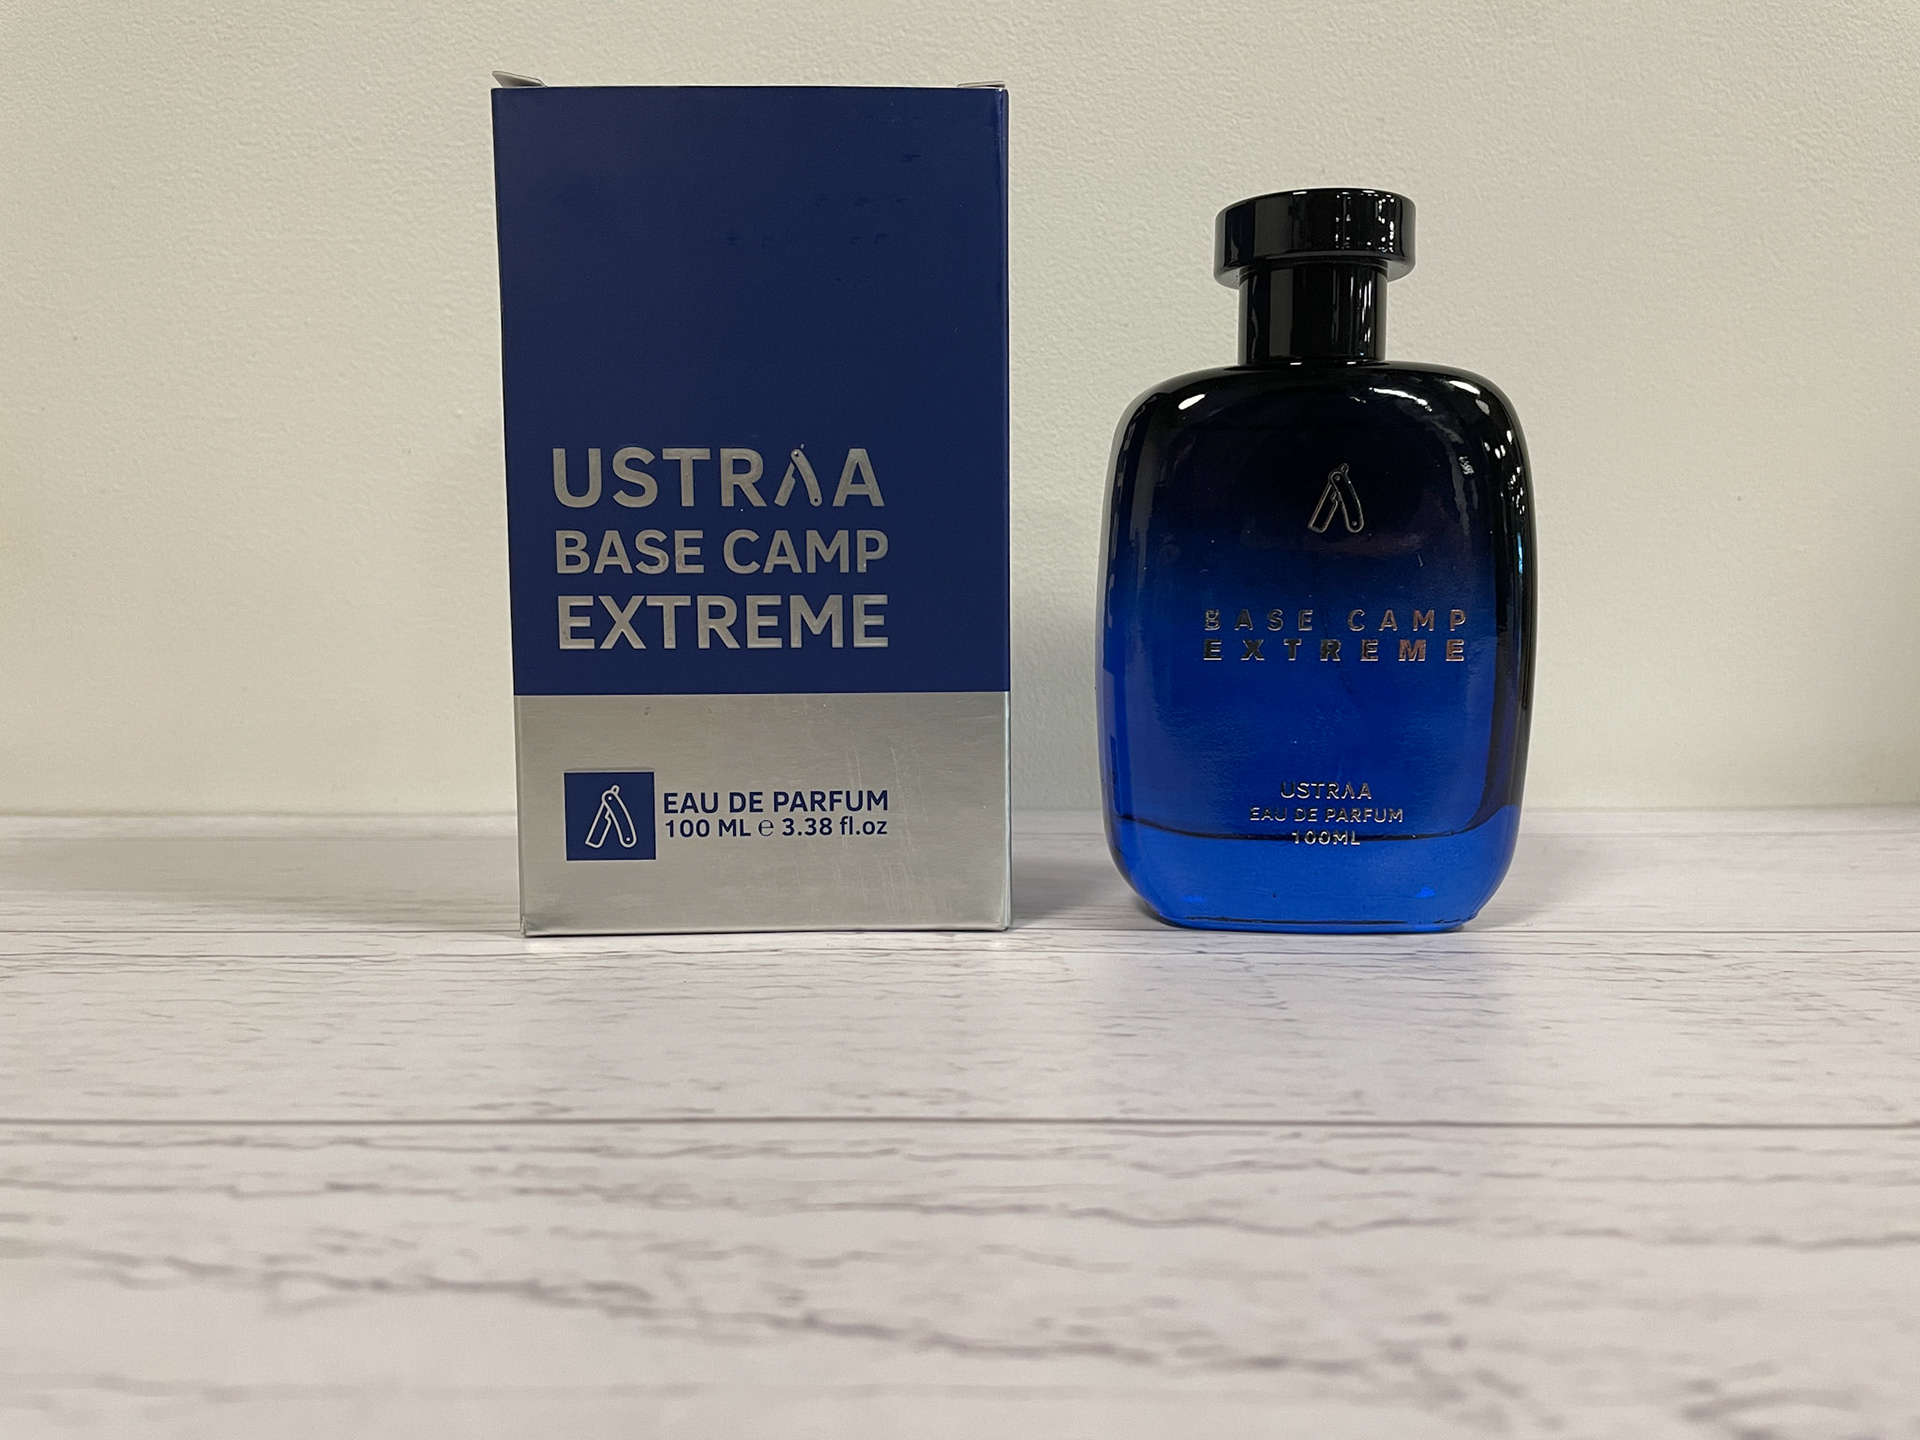 USTRAA
BASE CAMP
EXTREME
EAU DE PARFUM
100 ML ℮ 3.38 fl.oz
BASE CAMP
EXTREME
USTRAA
EAU DE PARFUM
100ML